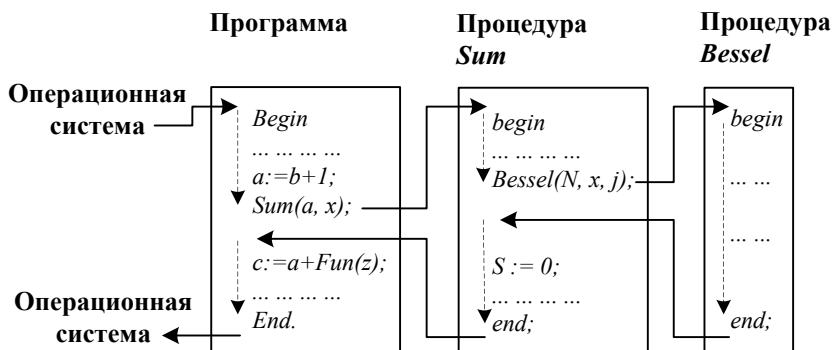 Программа
Процедура
Sum
Процедура
Bessel
Операционная
система
Begin
... ... ... ...
a:=b+1;
Sum(a, x);
c:=a+Fun(z);
... ... ... ...
End.
Операционная
система
begin
... ... ... ...
Bessel(N, x, j);
S := 0;
... ... ... ...
end;
begin
... ...
... ...
end;